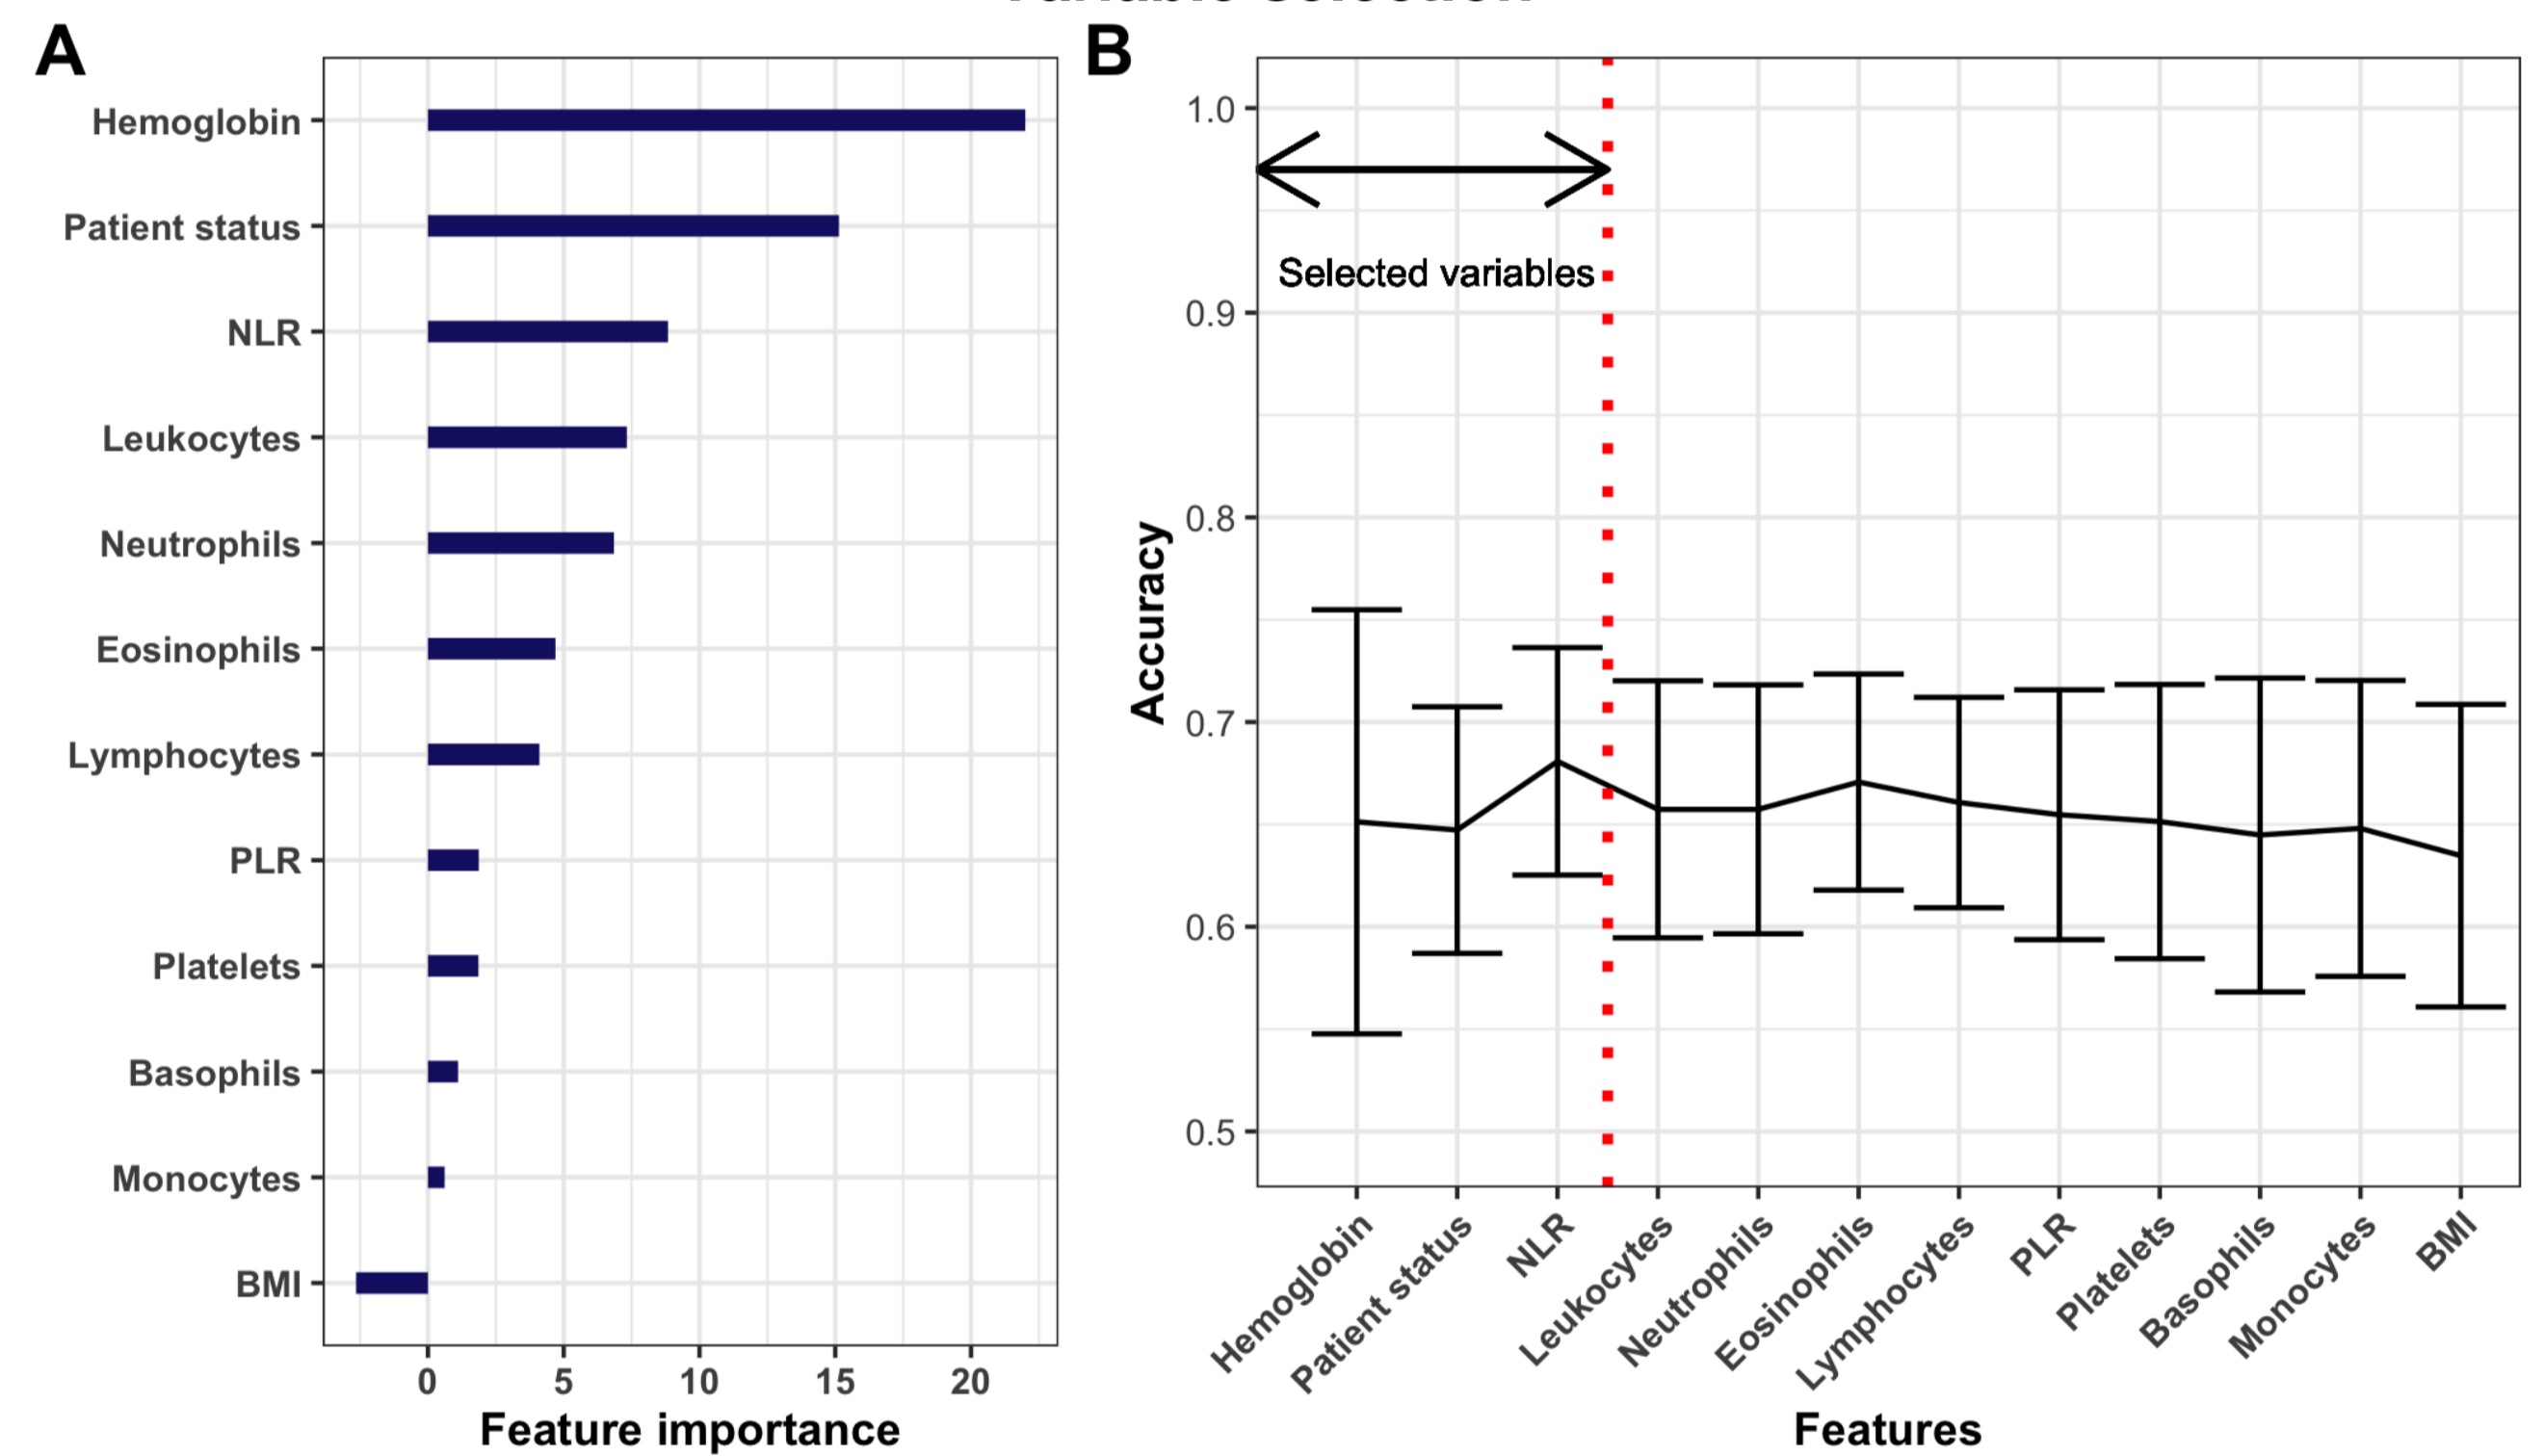 A
Hemoglobin
Patient status
NLR
Leukocytes
Neutrophils
Eosinophils
Lymphocytes
PLR
Platelets
Basophils
Monocytes
BMI
0 5 10 15 20
Feature importance
B
1.0
0.9
0.8
0.7
0.6
0.5
Accuracy
Selected variables
Hemoglobin
Patient status
NLR
Leukocytes
Neutrophils
Eosinophils
Lymphocytes
PLR
Platelets
Basophils
Monocytes
BMI
Features